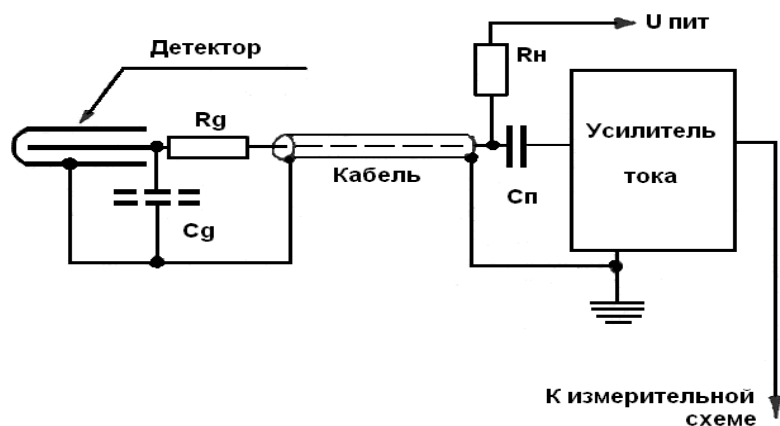 Детектор
U пит
Rн
Rg
Усилитель
тока
Кабель
Cп
Cg
К измерительной
схеме